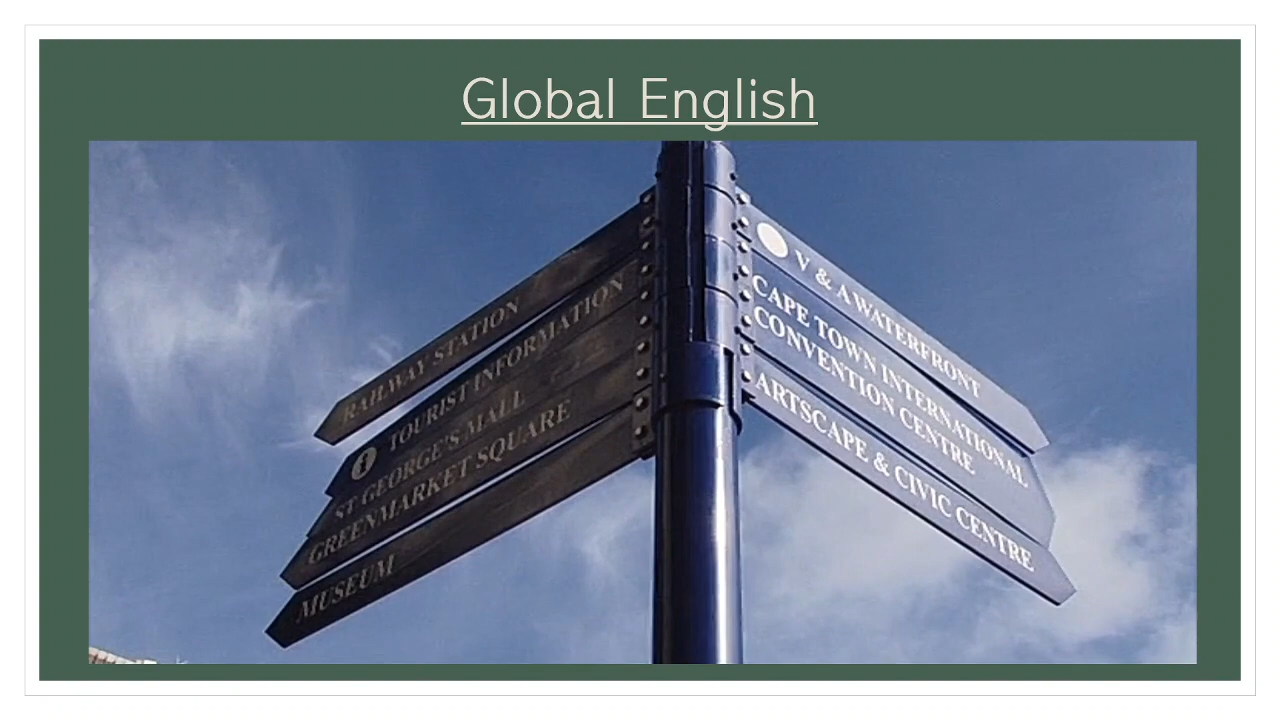 Global English
RAILWAY STATION
i TOURIST INFORMATION
ST GEORGE'S MALL
GREENMARKET SQUARE
MUSEUM
V & A WATERFRONT
CAPE TOWN INTERNATIONAL
CONVENTION CENTRE
ARTSCAPE & CIVIC CENTRE